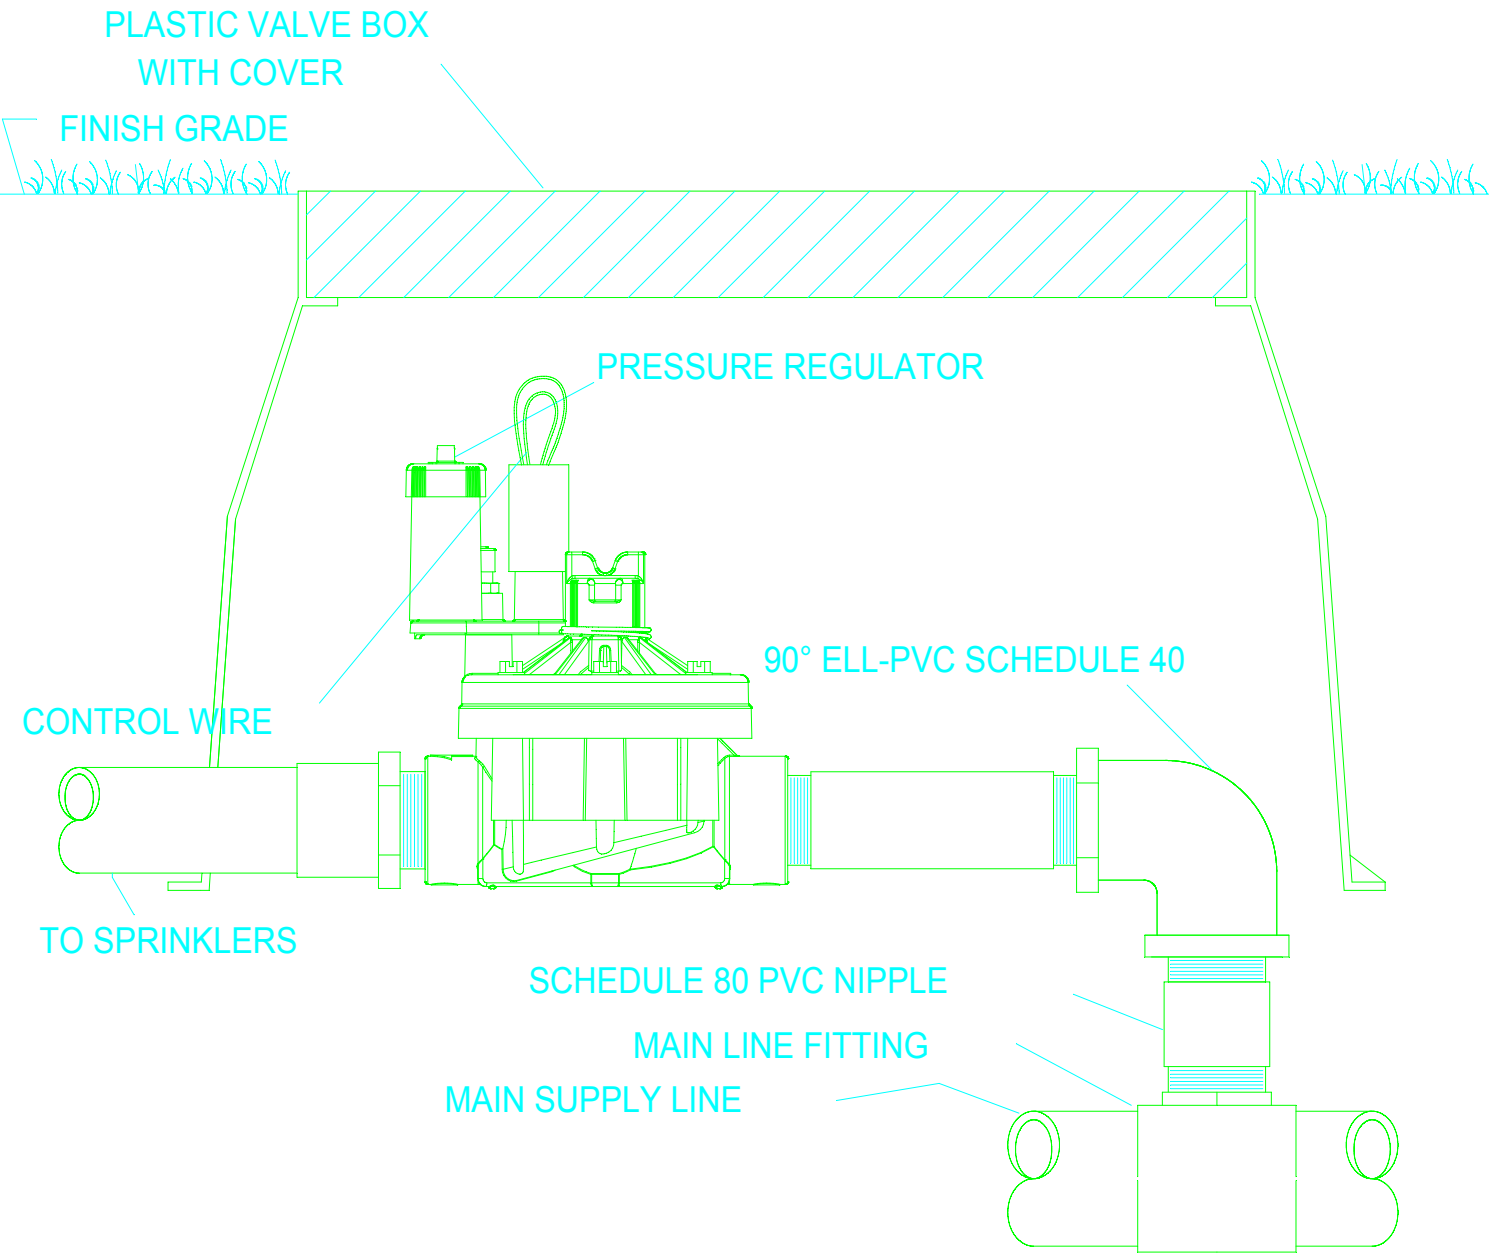 PLASTIC VALVE BOX
WITH COVER
FINISH GRADE
PRESSURE REGULATOR
90° ELL-PVC SCHEDULE 40
CONTROL WIRE
TO SPRINKLERS
SCHEDULE 80 PVC NIPPLE
MAIN LINE FITTING
MAIN SUPPLY LINE